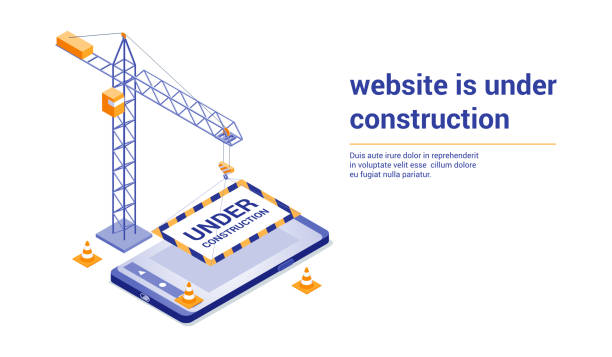 website is under
construction
Duis aute irure dolor in reprehenderit
in voluptate velit esse cillum dolore
eu fugiat nulla pariatur.
UNDER
CONSTRUCTION